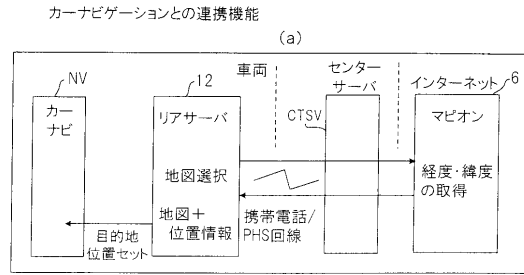 カーナビゲーションとの連携機能
(a)
NV
12
車両
センター
サーバ
インターネット
6
カー
ナビ
リアサーバ
CTSV
マピオン
地図選択
経度・緯度
の取得
地図＋
位置情報
携帯電話/
PHS回線
目的地
位置セット